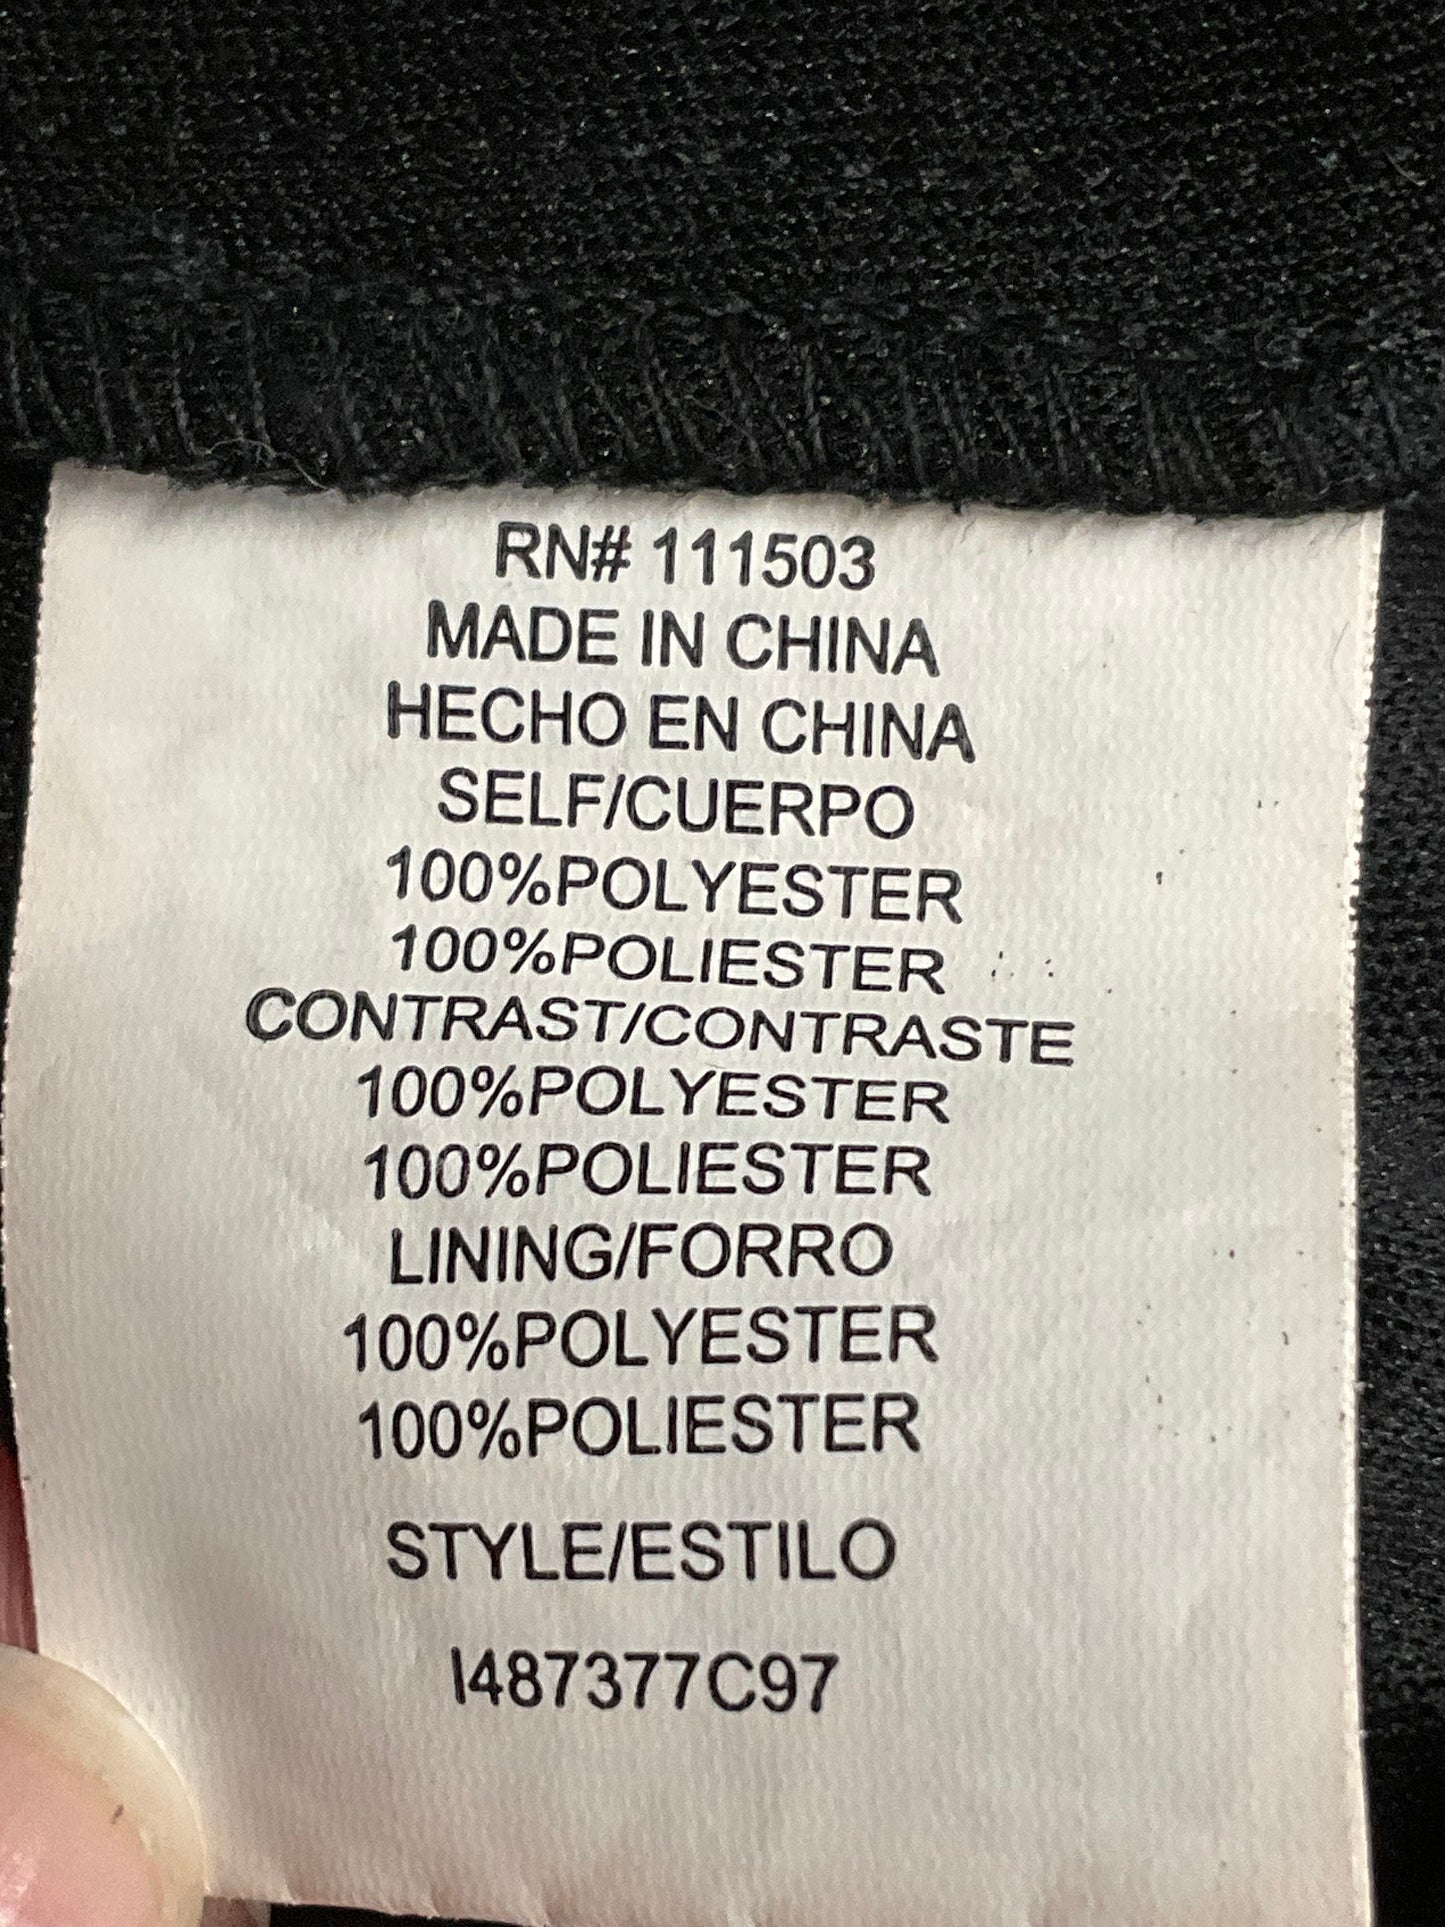 RN# 111503
MADE IN CHINA
HECHO EN CHINA
SELF/CUERPO
100%POLYESTER
100%POLIESTER
CONTRAST/CONTRASTE
100%POLYESTER
100%POLIESTER
LINING/FORRO
100%POLYESTER
100%POLIESTER
STYLE/ESTILO
I487377C97